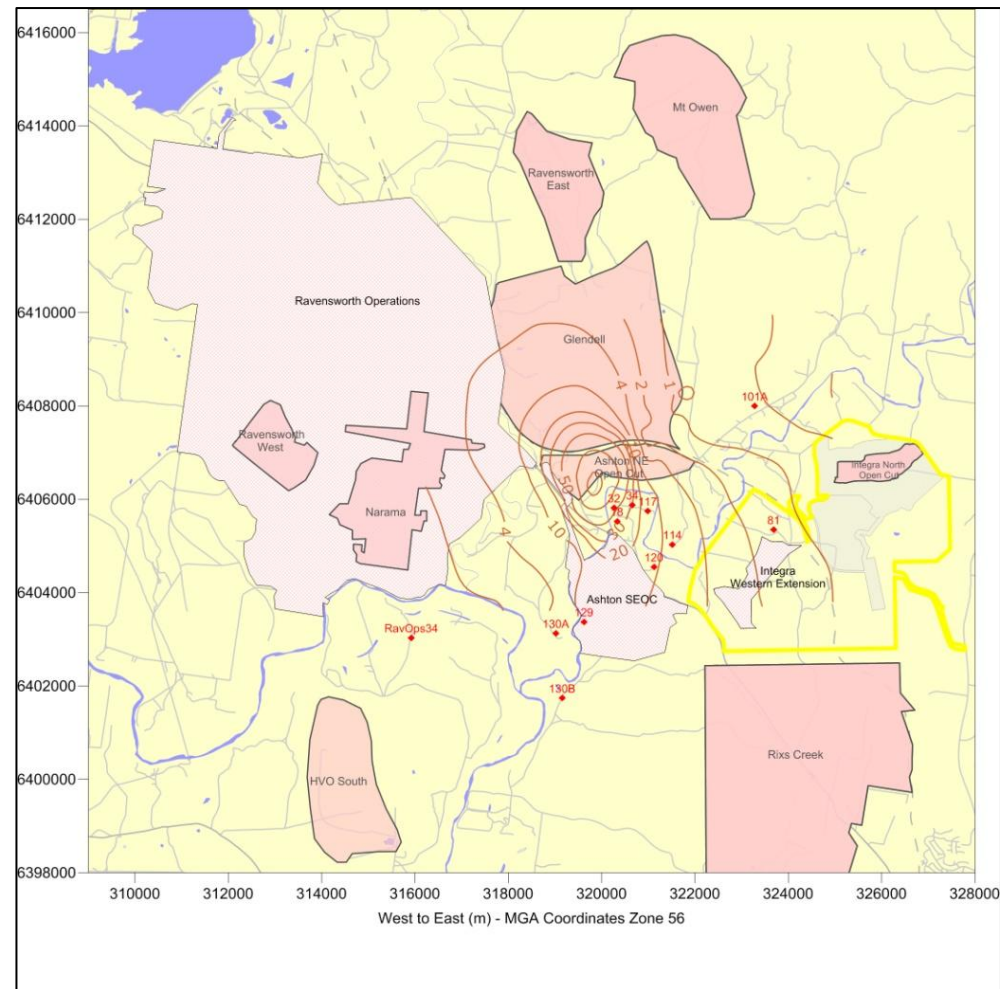 6416000
6414000
6412000
6410000
6408000
6406000
6404000
6402000
6400000
6398000
Mt Owen
Ravensworth
East
Ravensworth Operations
Glendell
4
2
1
101A
Ravensworth
West
Ashton NE
Open Cut
Integra North
Open Cut
50
32
34
117
18
Narama
81
4
10
20
114
120
Integra
Western Extension
Ashton SEOC
129
130A
RavOps34
130B
Rixs Creek
HVO South
310000
312000
314000
316000
318000
320000
322000
324000
326000
328000
West to East (m) - MGA Coordinates Zone 56